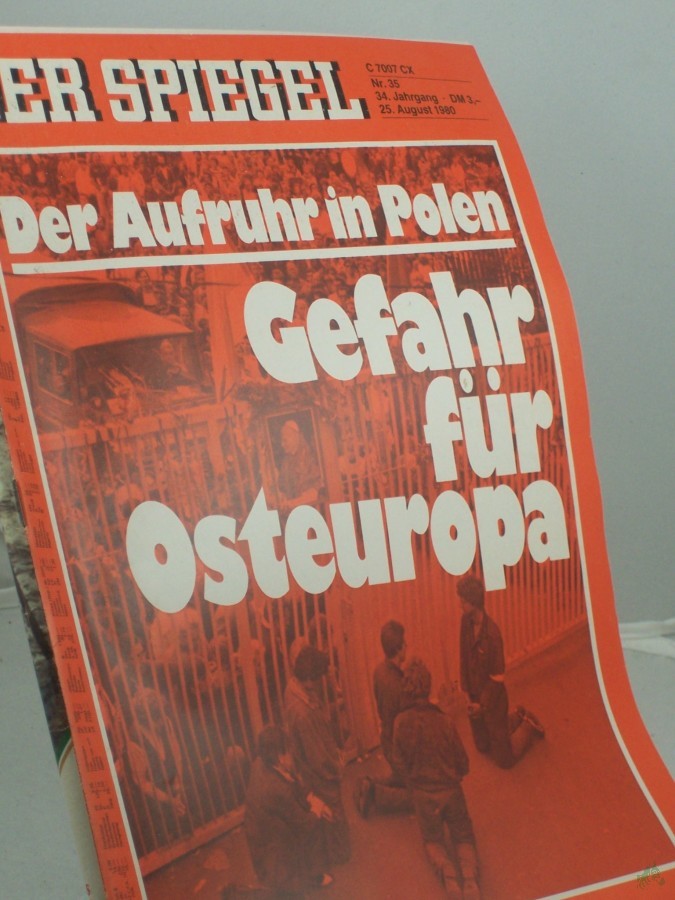 ER SPIEGEL
C 7007 CX
Nr. 35
34. Jahrgang · DM 3,–
25. August 1980
Der Aufruhr in Polen
Gefahr
für
Osteuropa